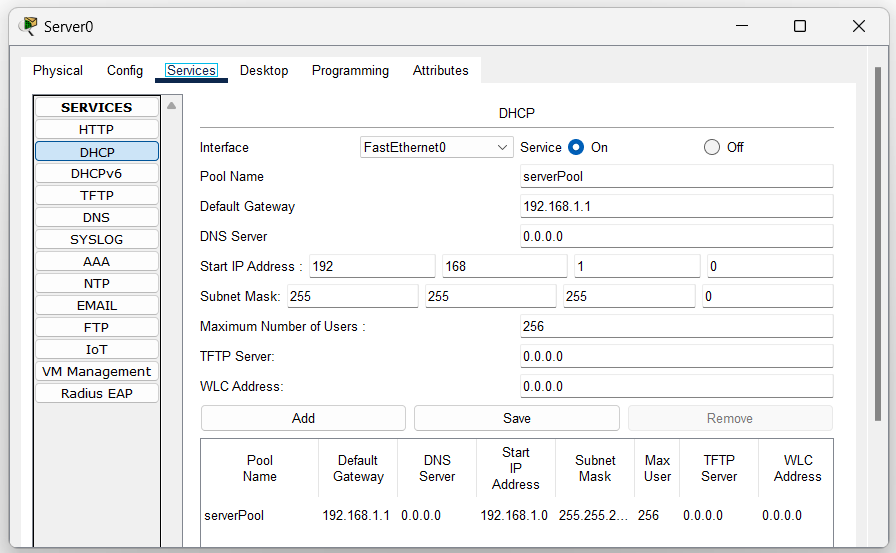 Server0
Physical Config Services Desktop Programming Attributes
SERVICES
HTTP
DHCP
DHCPv6
TFTP
DNS
SYSLOG
AAA
NTP
EMAIL
FTP
IoT
VM Management
Radius EAP
DHCP
Interface FastEthernet0 Service On Off
Pool Name serverPool
Default Gateway 192.168.1.1
DNS Server 0.0.0.0
Start IP Address : 192 168 1 0
Subnet Mask: 255 255 255 0
Maximum Number of Users : 256
TFTP Server: 0.0.0.0
WLC Address: 0.0.0.0
Add Save Remove
Pool Name Default Gateway DNS Server Start IP Address Subnet Mask Max User TFTP Server WLC Address
serverPool 192.168.1.1 0.0.0.0 192.168.1.0 255.255.2... 256 0.0.0.0 0.0.0.0